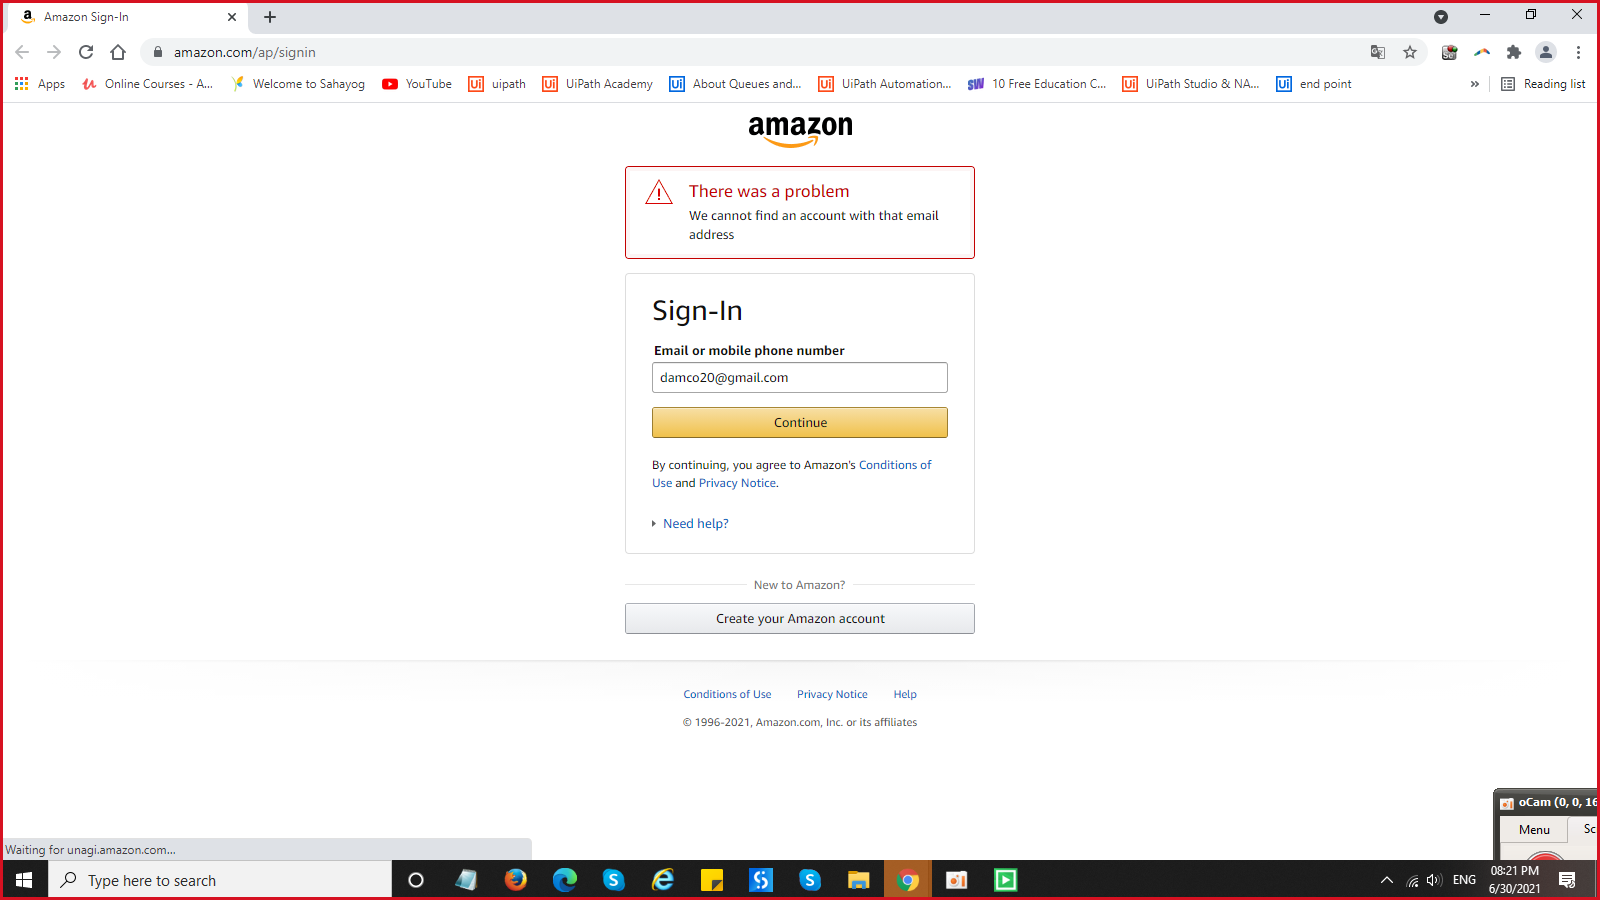 Amazon Sign-In
amazon.com/ap/signin
Apps
Online Courses - A...
Welcome to Sahayog
YouTube
uipath
UiPath Academy
About Queues and...
UiPath Automation...
10 Free Education C...
UiPath Studio & NA...
end point
Reading list
amazon
There was a problem
We cannot find an account with that email
address
Sign-In
Email or mobile phone number
damco20@gmail.com
Continue
By continuing, you agree to Amazon's Conditions of
Use and Privacy Notice.
Need help?
New to Amazon?
Create your Amazon account
Conditions of Use Privacy Notice Help
© 1996-2021, Amazon.com, Inc. or its affiliates
oCam (0, 0, 16
Menu
Sc
Waiting for unagi.amazon.com...
Type here to search
ENG
08:21 PM
6/30/2021